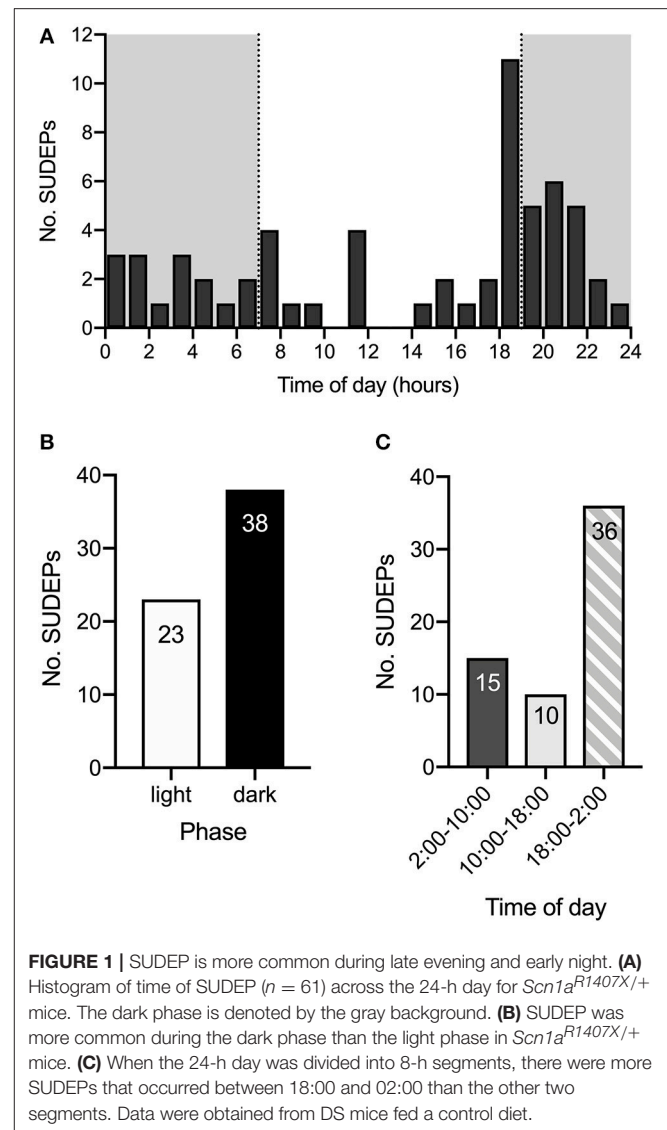 A
12
10
8
6
4
2
0
No. SUDEPs
0 2 4 6 8 10 12 14 16 18 20 22 24
Time of day (hours)
B
40
30
20
10
0
No. SUDEPs
23
38
light dark
Phase
C
40
30
20
10
0
No. SUDEPs
15
10
36
2:00-10:00
10:00-18:00
18:00-2:00
Time of day
FIGURE 1 | SUDEP is more common during late evening and early night. (A)
Histogram of time of SUDEP (n = 61) across the 24-h day for Scn1a^R1407X/+
mice. The dark phase is denoted by the gray background. (B) SUDEP was
more common during the dark phase than the light phase in Scn1a^R1407X/+
mice. (C) When the 24-h day was divided into 8-h segments, there were more
SUDEPs that occurred between 18:00 and 02:00 than the other two
segments. Data were obtained from DS mice fed a control diet.